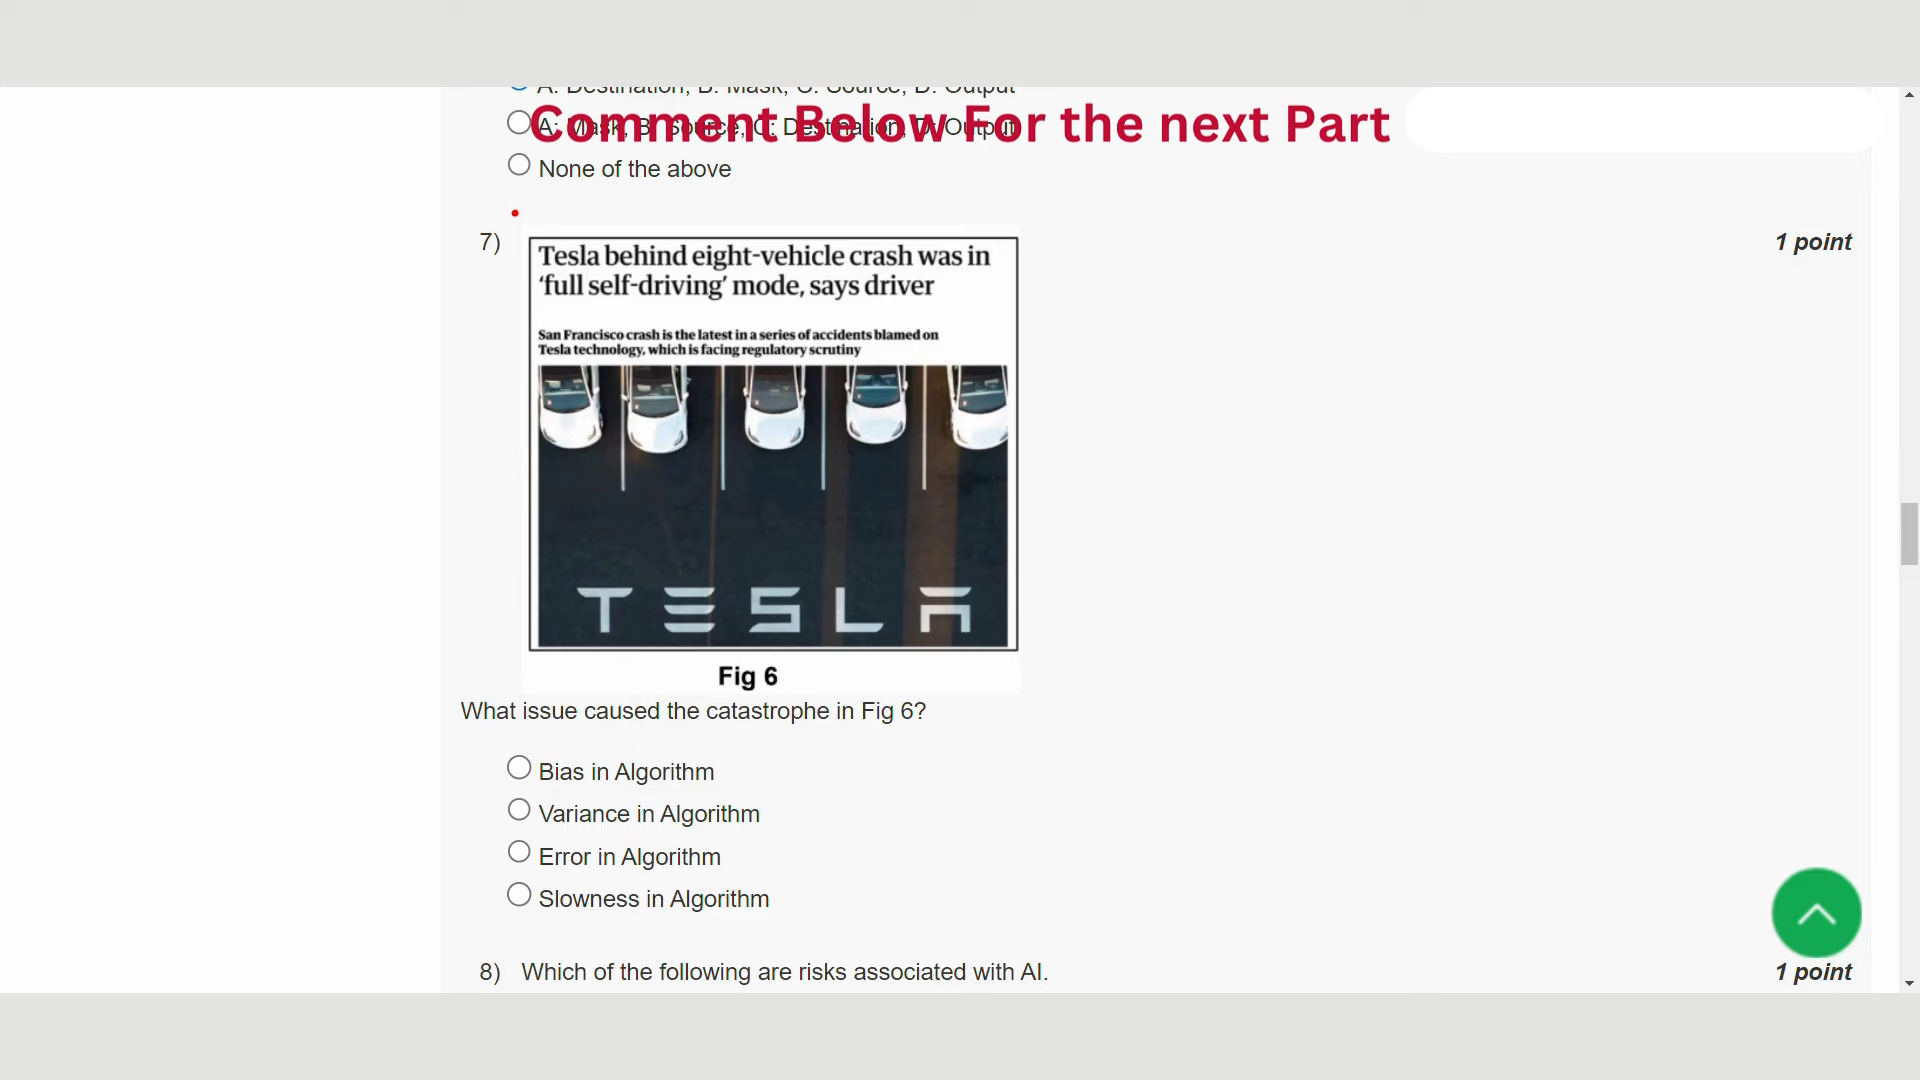 A: Destination, B: Mask, C: Source, D: Output
Comment Below For the next Part
A: Mask, B: Source, C: Destination, D: Output
None of the above
7)
1 point
Tesla behind eight-vehicle crash was in
‘full self-driving’ mode, says driver
San Francisco crash is the latest in a series of accidents blamed on
Tesla technology, which is facing regulatory scrutiny
TESLA
Fig 6
What issue caused the catastrophe in Fig 6?
Bias in Algorithm
Variance in Algorithm
Error in Algorithm
Slowness in Algorithm
8) Which of the following are risks associated with AI.
1 point